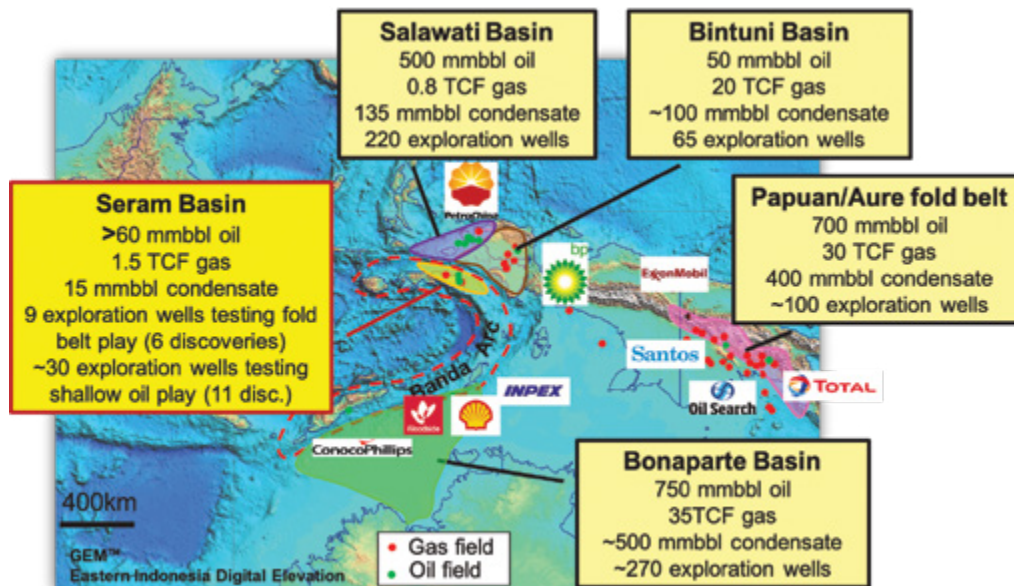 Salawati Basin
500 mmbbl oil
0.8 TCF gas
135 mmbbl condensate
220 exploration wells
Bintuni Basin
50 mmbbl oil
20 TCF gas
~100 mmbbl condensate
65 exploration wells
Seram Basin
>60 mmbbl oil
1.5 TCF gas
15 mmbbl condensate
9 exploration wells testing fold
belt play (6 discoveries)
~30 exploration wells testing
shallow oil play (11 disc.)
Papuan/Aure fold belt
700 mmbbl oil
30 TCF gas
400 mmbbl condensate
~100 exploration wells
PetroChina
bp
ExxonMobil
Santos
Oil Search
TOTAL
Banda Arc
INPEX
Woodside
ConocoPhillips
Bonaparte Basin
750 mmbbl oil
35TCF gas
~500 mmbbl condensate
~270 exploration wells
400km
GEM™
Eastern Indonesia Digital Elevation
Gas field
Oil field